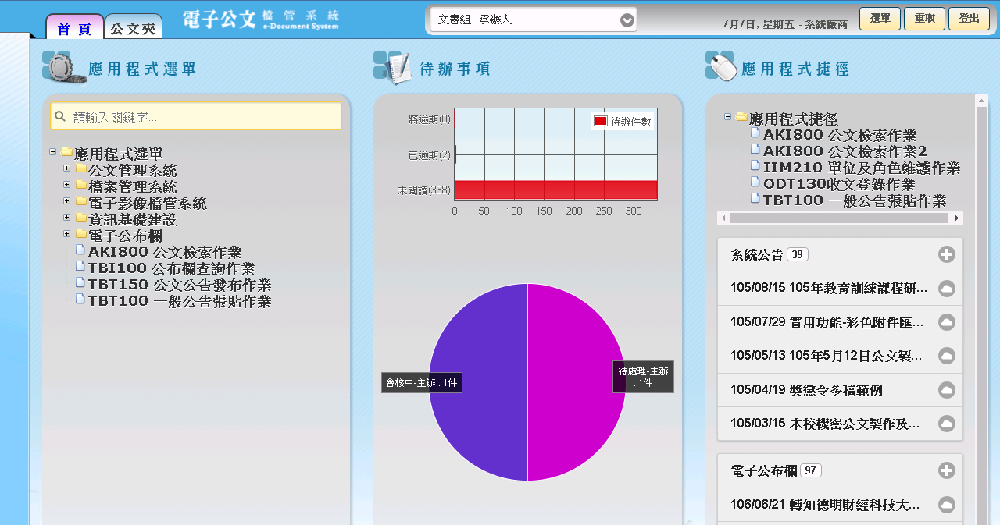 首 頁
公文夾
電子公文 檔管系統
e-Document System
文書組--承辦人
7月7日, 星期五 - 系統廠商
選單
重取
登出
應用程式選單
請輸入關鍵字...
應用程式選單
公文管理系統
檔案管理系統
電子影像檔管系統
資訊基礎建設
電子公布欄
AKI800 公文檢索作業
TBI100 公布欄查詢作業
TBT150 公文公告發布作業
TBT100 一般公告張貼作業
待辦事項
將逾期(0)
已逾期(2)
未閱讀(338)
待辦件數
0 50 100 150 200 250 300
會核中-主辦 : 1件
待處理-主辦
: 1件
應用程式捷徑
應用程式捷徑
AKI800 公文檢索作業
AKI800 公文檢索作業2
IIM210 單位及角色維護作業
ODT130收文登錄作業
TBT100 一般公告張貼作業
系統公告 39
105/08/15 105年教育訓練課程研...
105/07/29 實用功能-彩色附件匯...
105/05/13 105年5月12日公文製...
105/04/19 獎懲令多稿範例
105/03/15 本校機密公文製作及...
電子公布欄 97
106/06/21 轉知德明財經科技大...